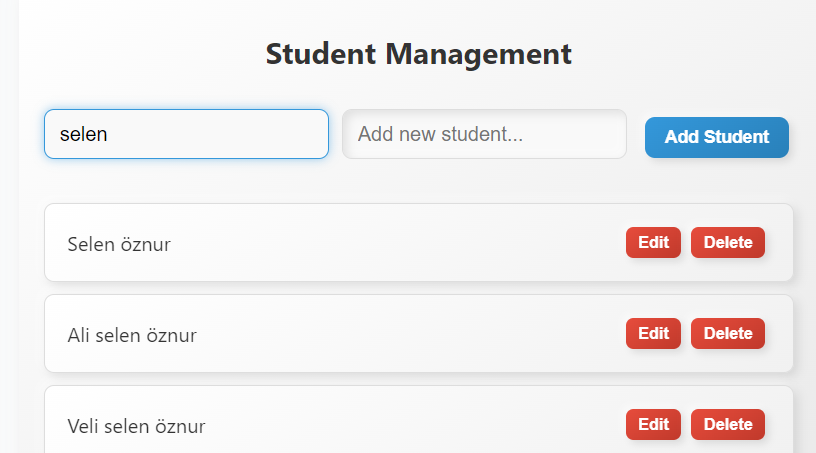 Student Management
selen
Add new student...
Add Student
Selen öznur
Edit
Delete
Ali selen öznur
Edit
Delete
Veli selen öznur
Edit
Delete